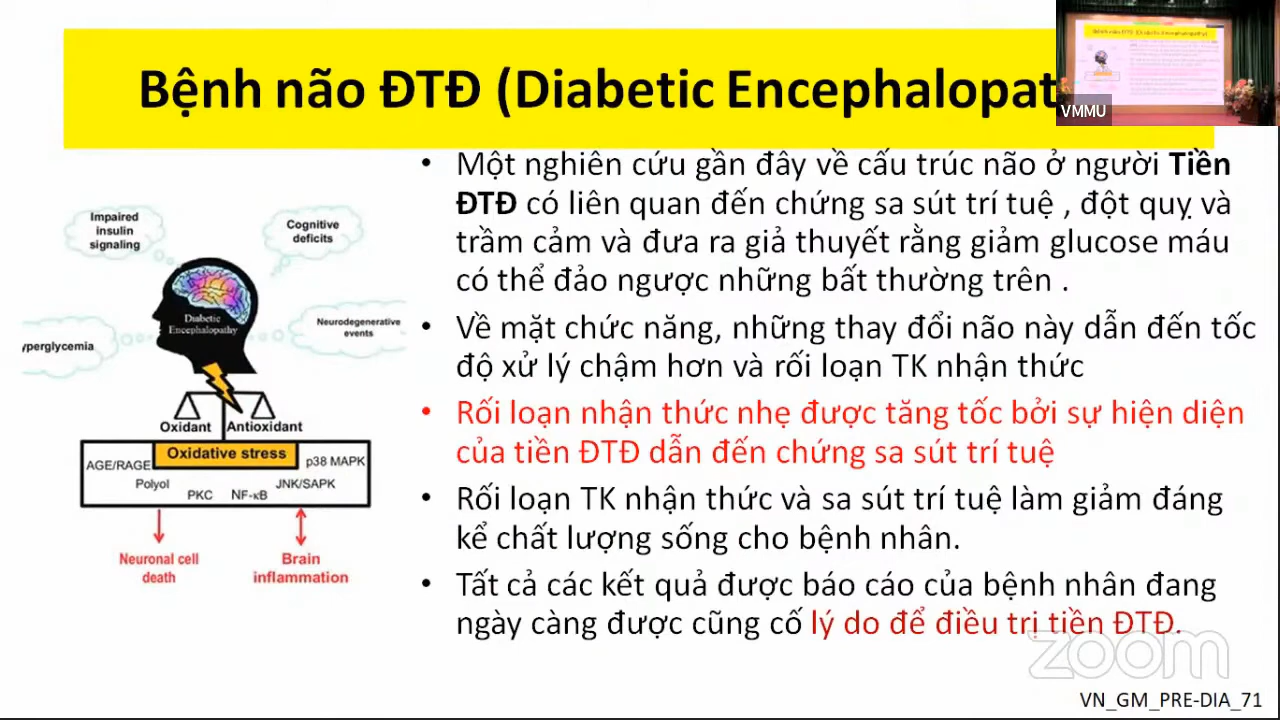 Bệnh não ĐTĐ (Diabetic Encephalopat
VMMU
Impaired
insulin
signaling
Cognitive
deficits
Diabetic
Encephalopathy
yperglycemia
Neurodegenerative
events
Oxidant
Antioxidant
Oxidative stress
AGE/RAGE
p38 MAPK
Polyol
JNK/SAPK
PKC
NF-κB
Neuronal cell
death
Brain
inflammation
• Một nghiên cứu gần đây về cấu trúc não ở người Tiền
ĐTĐ có liên quan đến chứng sa sút trí tuệ , đột quỵ và
trầm cảm và đưa ra giả thuyết rằng giảm glucose máu
có thể đảo ngược những bất thường trên .
• Về mặt chức năng, những thay đổi não này dẫn đến tốc
độ xử lý chậm hơn và rối loạn TK nhận thức
• Rối loạn nhận thức nhẹ được tăng tốc bởi sự hiện diện
của tiền ĐTĐ dẫn đến chứng sa sút trí tuệ
• Rối loạn TK nhận thức và sa sút trí tuệ làm giảm đáng
kể chất lượng sống cho bệnh nhân.
• Tất cả các kết quả được báo cáo của bệnh nhân đang
ngày càng được cũng cố lý do để điều trị tiền ĐTĐ.
zoom
VN_GM_PRE-DIA_71